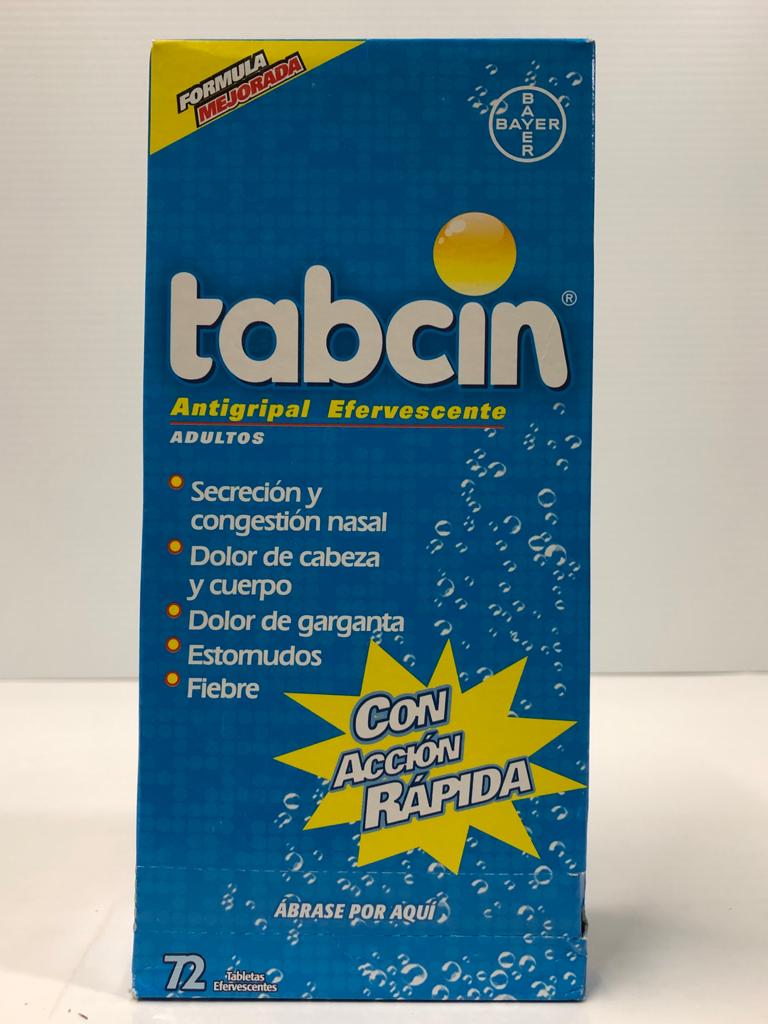 FORMULA
MEJORADA
BAYER
BAYER
tabcin®
Antigripal Efervescente
ADULTOS
Secreción y
congestión nasal
Dolor de cabeza
y cuerpo
Dolor de garganta
Estornudos
Fiebre
CON
ACCIÓN
RÁPIDA
ÁBRASE POR AQUÍ
72 Tabletas
Efervescentes